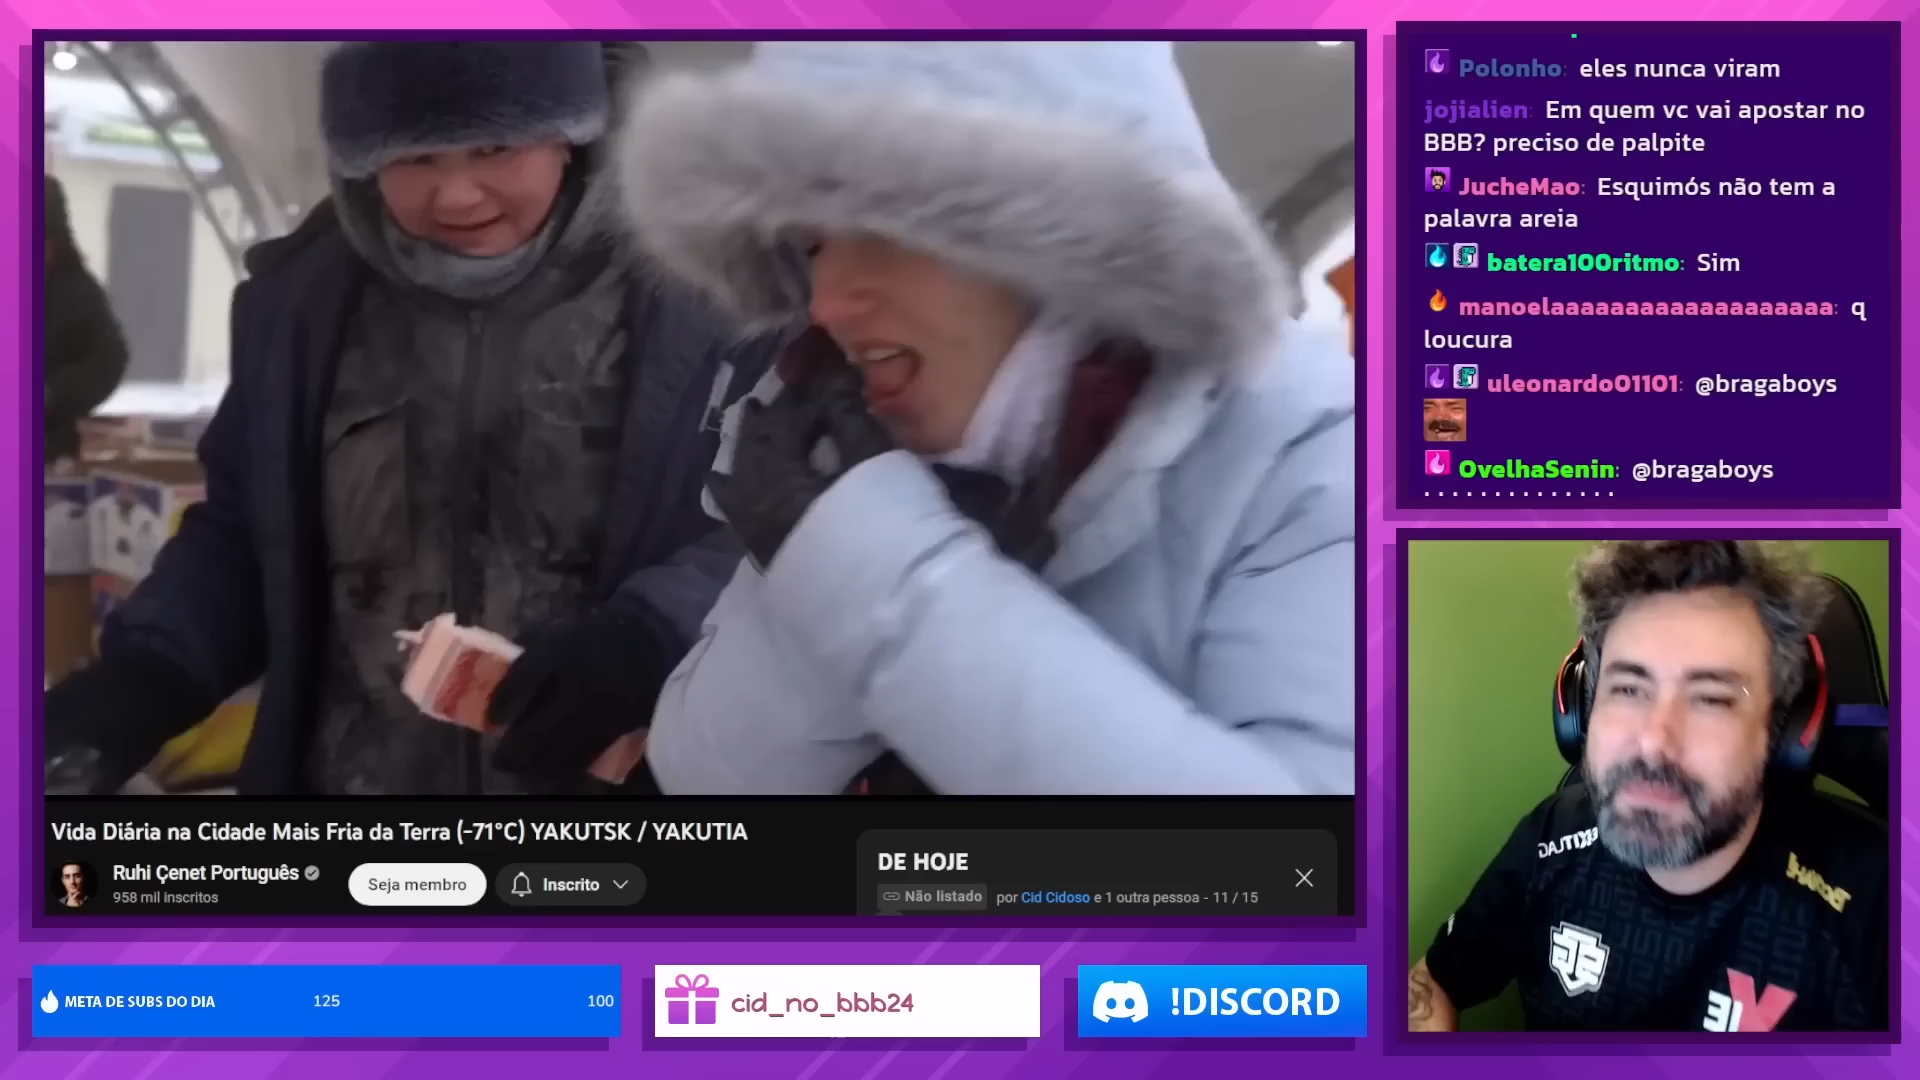 Polonho: eles nunca viram
jojialien: Em quem vc vai apostar no
BBB? preciso de palpite
JucheMao: Esquimós não tem a
palavra areia
batera100ritmo: Sim
manoelaaaaaaaaaaaaaaaaaaa: q
loucura
uleonardo01101: @bragaboys
OvelhaSenin: @bragaboys
Vida Diária na Cidade Mais Fria da Terra (-71°C) YAKUTSK / YAKUTIA
Ruhi Çenet Português
958 mil inscritos
Seja membro
Inscrito
DE HOJE
Não listado por Cid Cidoso e 1 outra pessoa - 11 / 15
META DE SUBS DO DIA 125 100
cid_no_bbb24
!DISCORD